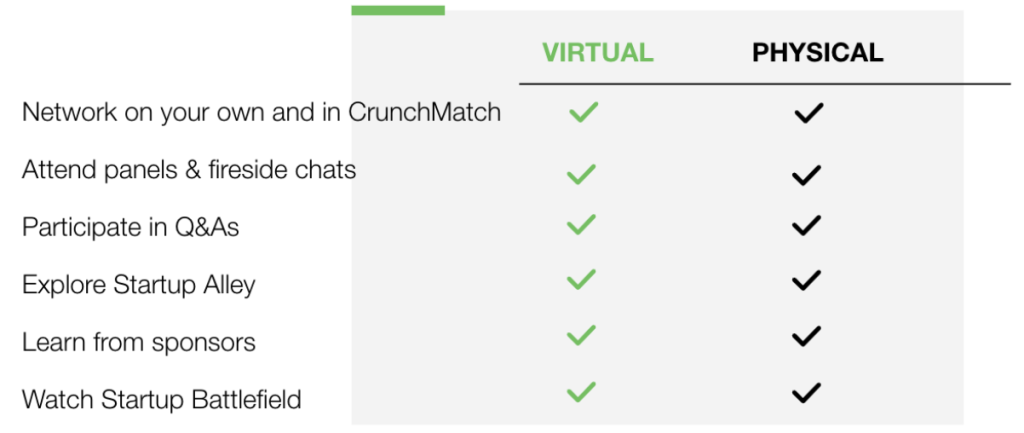 VIRTUAL PHYSICAL
Network on your own and in CrunchMatch ✓ ✓
Attend panels & fireside chats ✓ ✓
Participate in Q&As ✓ ✓
Explore Startup Alley ✓ ✓
Learn from sponsors ✓ ✓
Watch Startup Battlefield ✓ ✓